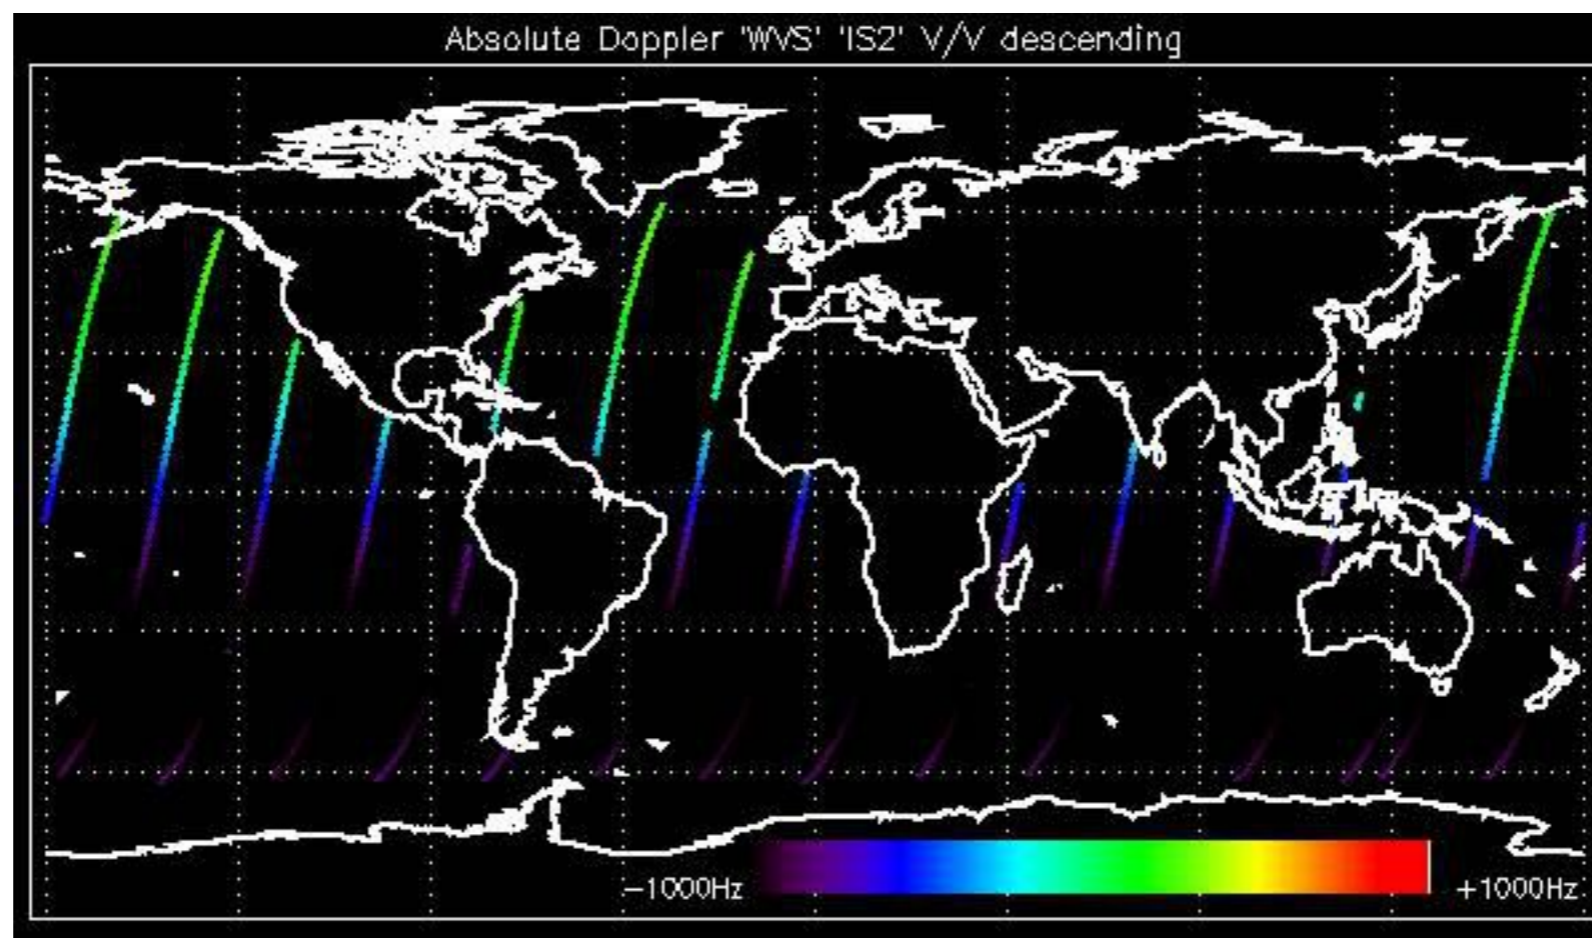 Absolute Doppler 'WVS' 'IS2' V/V descending
−1000Hz +1000Hz